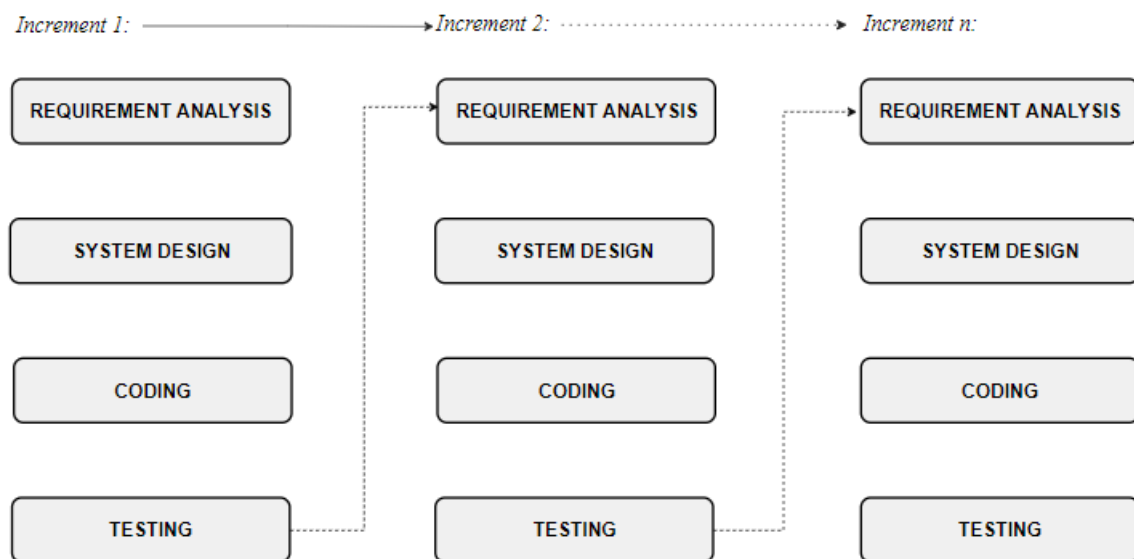 Increment 1:
Increment 2:
Increment n:
REQUIREMENT ANALYSIS
REQUIREMENT ANALYSIS
REQUIREMENT ANALYSIS
SYSTEM DESIGN
SYSTEM DESIGN
SYSTEM DESIGN
CODING
CODING
CODING
TESTING
TESTING
TESTING